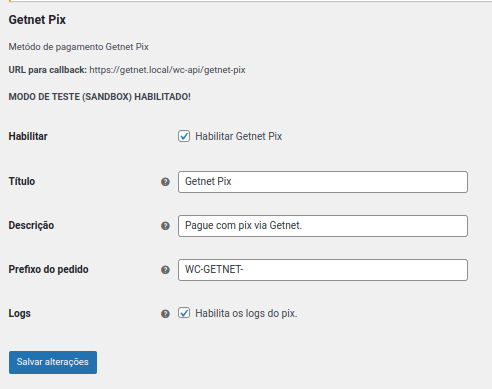 Getnet Pix
Metódo de pagamento Getnet Pix
URL para callback: https://getnet.local/wc-api/getnet-pix
MODO DE TESTE (SANDBOX) HABILITADO!
Habilitar
Habilitar Getnet Pix
Título
?
Getnet Pix
Descrição
?
Pague com pix via Getnet.
Prefixo do pedido
?
WC-GETNET-
Logs
?
Habilita os logs do pix.
Salvar alterações